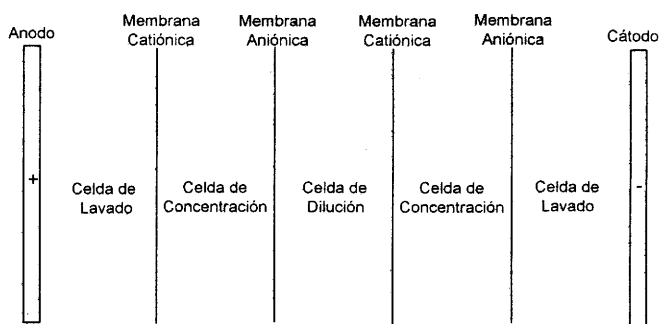 Anodo
Membrana
Catiónica
Membrana
Aniónica
Membrana
Catiónica
Membrana
Aniónica
Cátodo
+
Celda de
Lavado
Celda de
Concentración
Celda de
Dilución
Celda de
Concentración
Celda de
Lavado
-